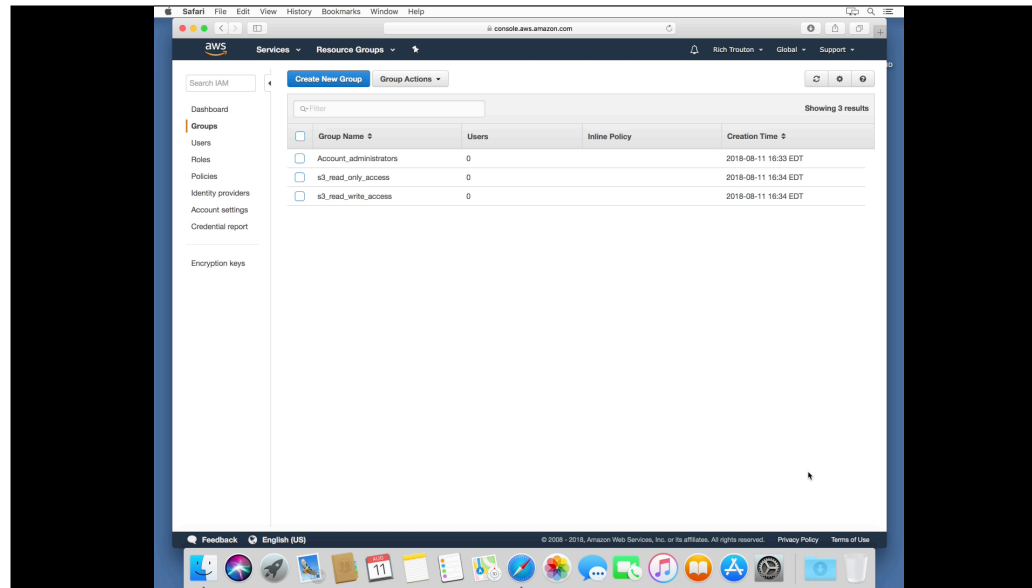 Safari File Edit View History Bookmarks Window Help
console.aws.amazon.com
aws Services Resource Groups Rich Trouton Global Support
Search IAM
Create New Group Group Actions
Dashboard
Groups
Users
Roles
Policies
Identity providers
Account settings
Credential report
Encryption keys
Filter Showing 3 results
Group Name Users Inline Policy Creation Time
Account_administrators 0 2018-08-11 16:33 EDT
s3_read_only_access 0 2018-08-11 16:34 EDT
s3_read_write_access 0 2018-08-11 16:34 EDT
Feedback English (US) © 2008 - 2018, Amazon Web Services, Inc. or its affiliates. All rights reserved. Privacy Policy Terms of Use
AUG
11